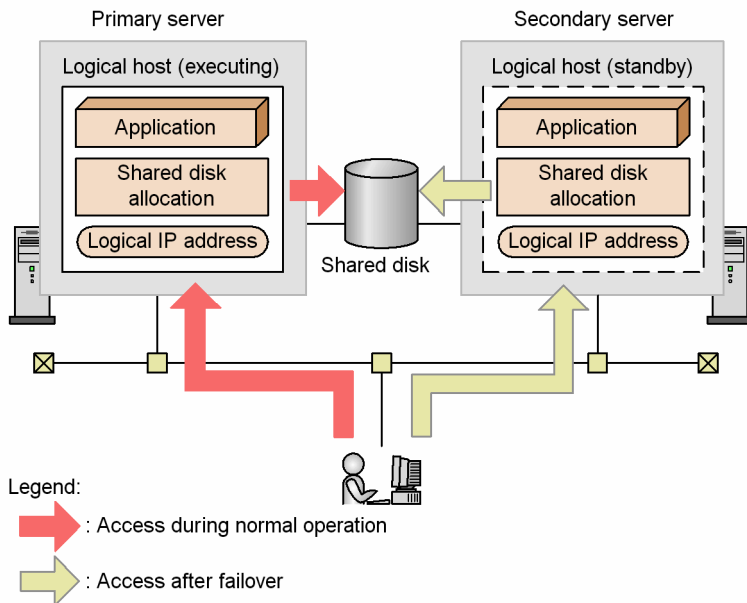 Primary server
Secondary server
Logical host (executing)
Application
Shared disk
allocation
Logical IP address
Shared disk
Logical host (standby)
Application
Shared disk
allocation
Logical IP address
Legend:
: Access during normal operation
: Access after failover